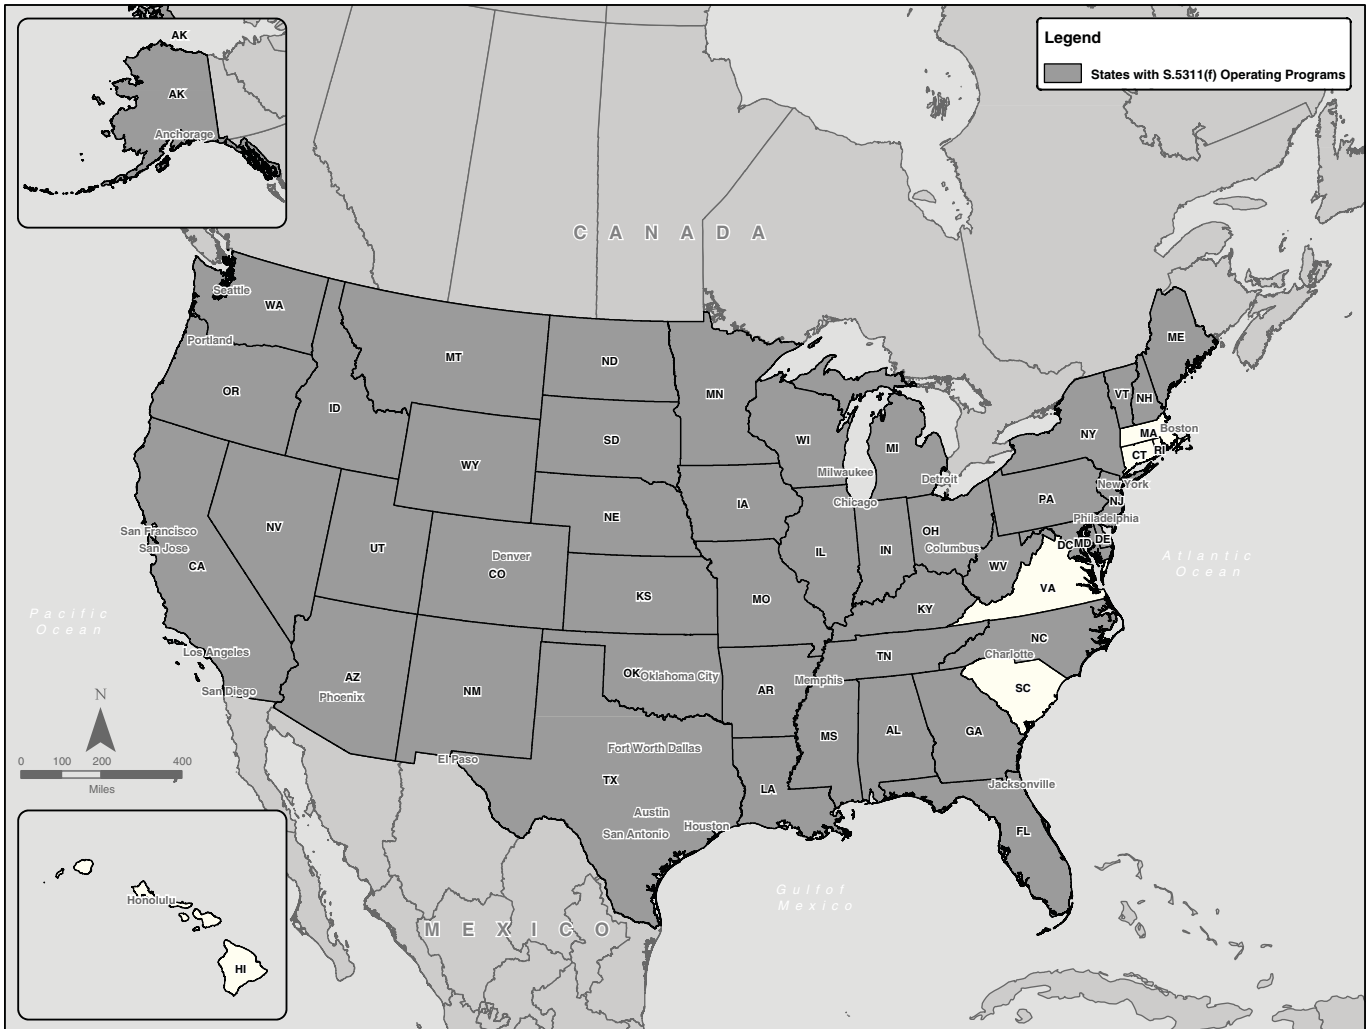 AK
AK
Anchorage
Legend
States with S.5311(f) Operating Programs
C A N A D A
Seattle
WA
Portland
OR
ID
MT
ND
MN
SD
WY
NE
IA
WI
MI
Milwaukee
Chicago
Detroit
ME
VT
NH
NY
MA
Boston
CT
RI
New York
PA
NJ
Philadelphia
OH
Columbus
DC
MD
DE
IL
IN
WV
VA
KY
NV
UT
Denver
CO
KS
MO
San Francisco
San Jose
CA
Los Angeles
San Diego
AZ
Phoenix
NM
OK
Oklahoma City
AR
Memphis
TN
NC
Charlotte
SC
MS
AL
GA
El Paso
Fort Worth
Dallas
TX
Austin
San Antonio
Houston
LA
Jacksonville
FL
Pacific
Ocean
Atlantic
Ocean
Gulf of
Mexico
M E X I C O
N
0 100 200 400
Miles
Honolulu
HI